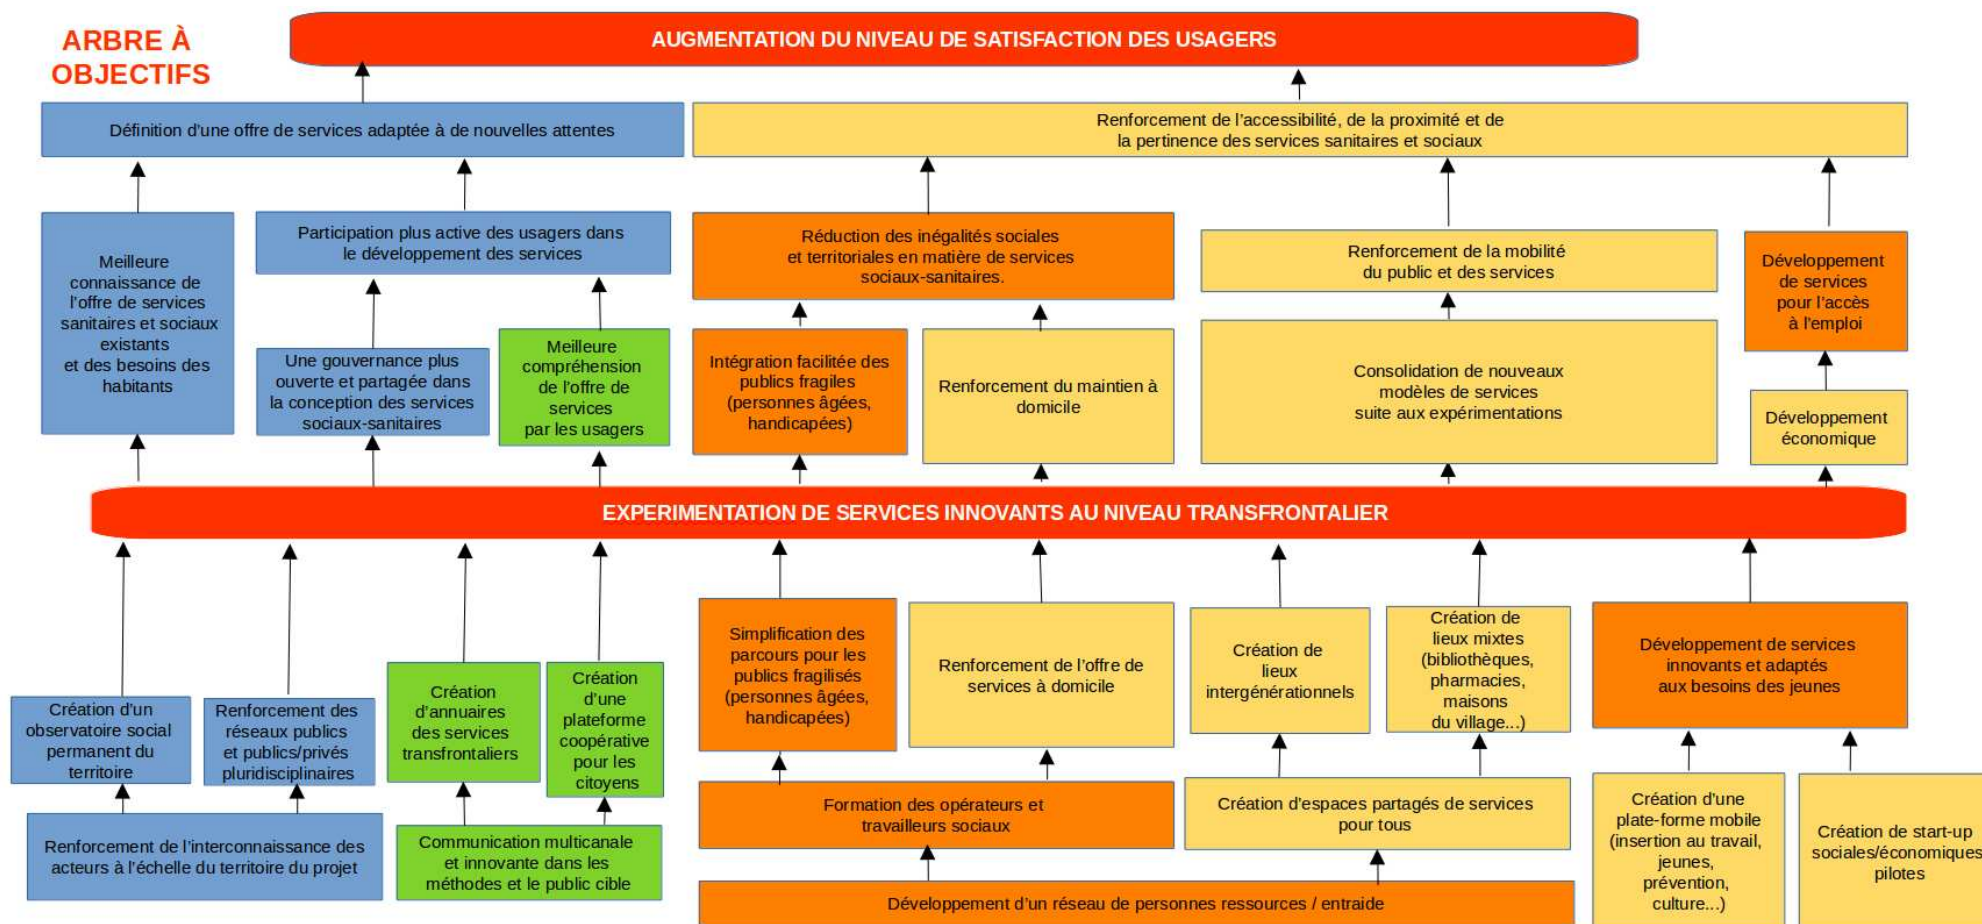 ARBRE À
OBJECTIFS
AUGMENTATION DU NIVEAU DE SATISFACTION DES USAGERS
Définition d'une offre de services adaptée à de nouvelles attentes
Renforcement de l'accessibilité, de la proximité et de
la pertinence des services sanitaires et sociaux
Meilleure
connaissance de
l'offre de services
sanitaires et sociaux
existants
et des besoins des
habitants
Participation plus active des usagers dans
le développement des services
Une gouvernance plus
ouverte et partagée dans
la conception des services
sociaux-sanitaires
Meilleure
compréhension
de l'offre de
services
par les usagers
Réduction des inégalités sociales
et territoriales en matière de services
sociaux-sanitaires.
Intégration facilitée des
publics fragiles
(personnes âgées,
handicapées)
Renforcement du maintien à
domicile
Renforcement de la mobilité
du public et des services
Consolidation de nouveaux
modèles de services
suite aux expérimentations
Développement
de services
pour l'accès
à l'emploi
Développement
économique
EXPERIMENTATION DE SERVICES INNOVANTS AU NIVEAU TRANSFRONTALIER
Création d'un
observatoire social
permanent du
territoire
Renforcement des
réseaux publics
et publics/privés
pluridisciplinaires
Création
d'annuaires
des services
transfrontaliers
Création
d'une
plateforme
coopérative
pour les
citoyens
Simplification des
parcours pour les
publics fragilisés
(personnes âgées,
handicapées)
Renforcement de l'offre de
services à domicile
Création de
lieux
intergénérationnels
Création de
lieux mixtes
(bibliothèques,
pharmacies,
maisons
du village...)
Développement de services
innovants et adaptés
aux besoins des jeunes
Renforcement de l'interconnaissance des
acteurs à l'échelle du territoire du projet
Communication multicanale
et innovante dans les
méthodes et le public cible
Formation des opérateurs et
travailleurs sociaux
Création d'espaces partagés de services
pour tous
Création d'une
plate-forme mobile
(insertion au travail,
jeunes,
prévention,
culture...)
Création de start-up
sociales/économiques
pilotes
Développement d'un réseau de personnes ressources / entraide